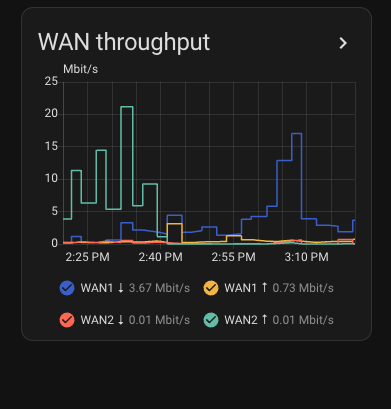 WAN throughput
Mbit/s
25
20
15
10
5
0
2:25 PM 2:40 PM 2:55 PM 3:10 PM
WAN1 ↓ 3.67 Mbit/s WAN1 ↑ 0.73 Mbit/s
WAN2 ↓ 0.01 Mbit/s WAN2 ↑ 0.01 Mbit/s